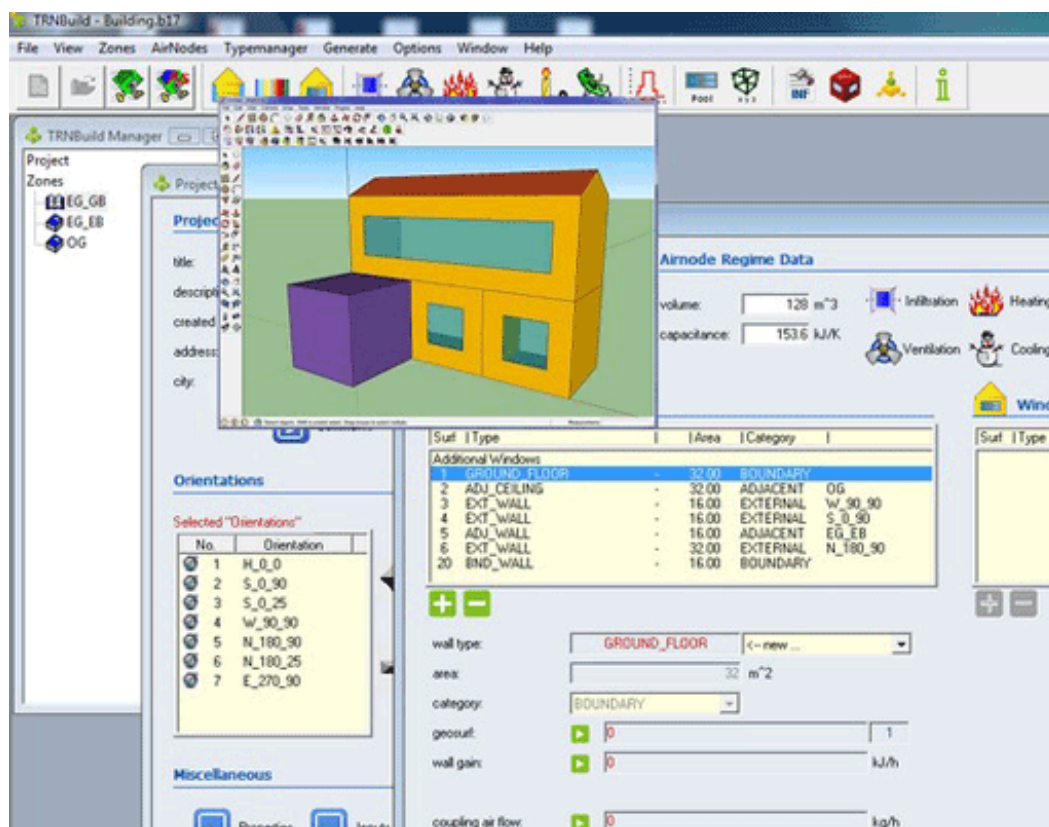 TRNBuild - Building.b17
File View Zones AirNodes Typemanager Generate Options Window Help
Pool
x y z
INF
TRNBuild Manager
Project
Zones
EG_GB
EG_EB
OG
Project
Projec
title:
descripti
created
address:
city:
Airnode Regime Data
volume: 128 m^3
capacitance: 153.6 kJ/K
Infiltration
Heating
Ventilation
Cooling
Wind
Surf Type Area Category
Surf Type
Additional Windows
1 GROUND_FLOOR - 32.00 BOUNDARY
2 ADJ_CEILING - 32.00 ADJACENT OG
3 EXT_WALL - 16.00 EXTERNAL W_90_90
4 EXT_WALL - 16.00 EXTERNAL S_0_90
5 ADJ_WALL - 16.00 ADJACENT EG_EB
6 EXT_WALL - 32.00 EXTERNAL N_180_90
20 BND_WALL - 16.00 BOUNDARY
Orientations
Selected "Orientations"
No. Orientation
1 H_0_0
2 S_0_90
3 S_0_25
4 W_90_90
5 N_180_90
6 N_180_25
7 E_270_90
wall type: GROUND_FLOOR <-- new ...
area: 32 m^2
category: BOUNDARY
geosurf: 0 1
wall gain: 0 kJ/h
coupling air flow: 0 kg/h
Miscellaneous
Properties
Inputs